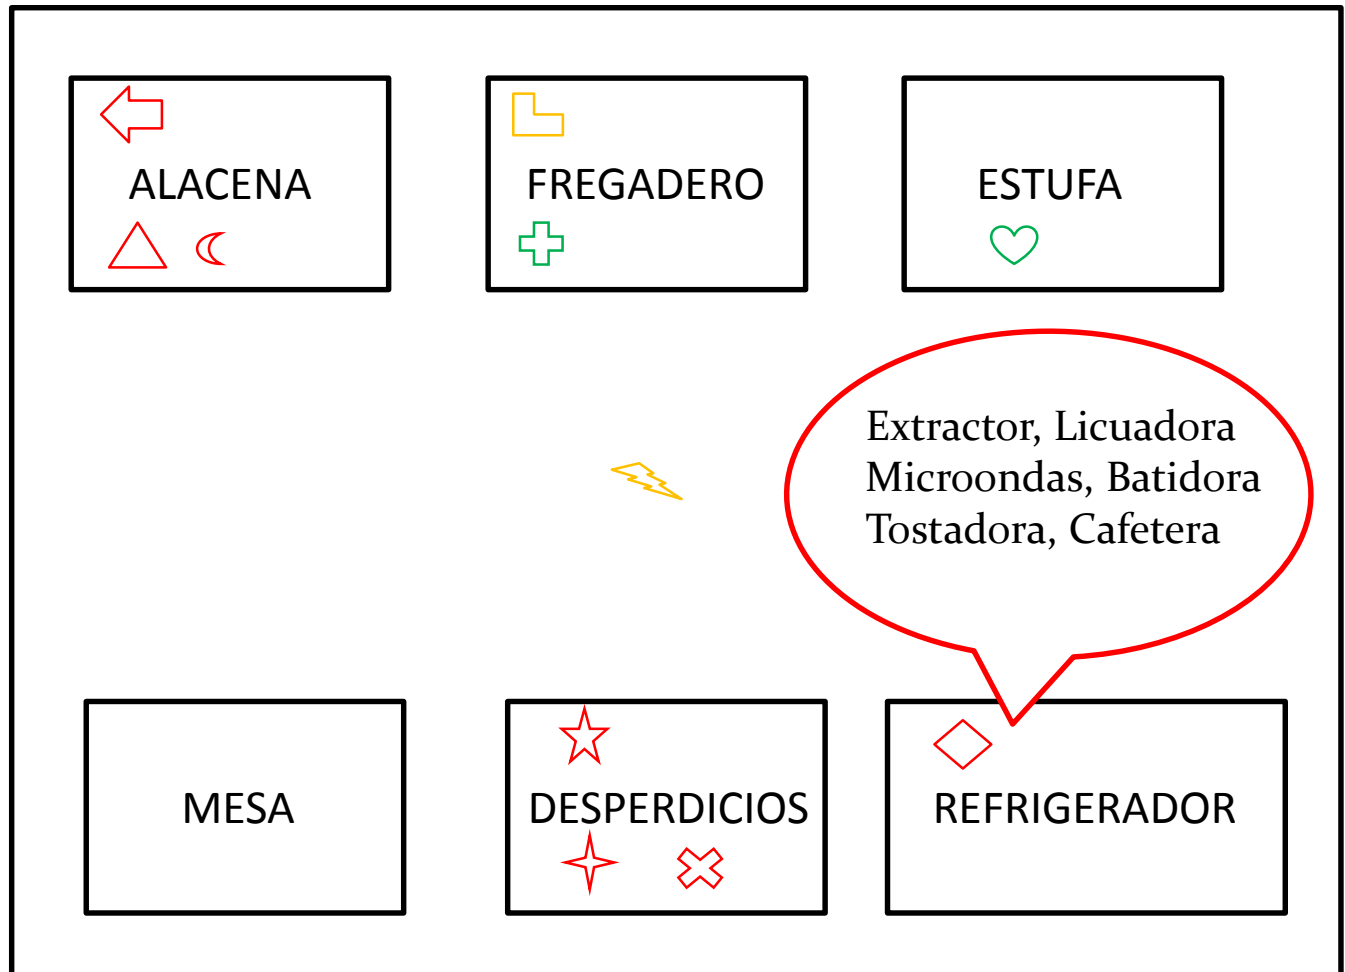 ALACENA
FREGADERO
ESTUFA
Extractor, Licuadora
Microondas, Batidora
Tostadora, Cafetera
MESA
DESPERDICIOS
REFRIGERADOR